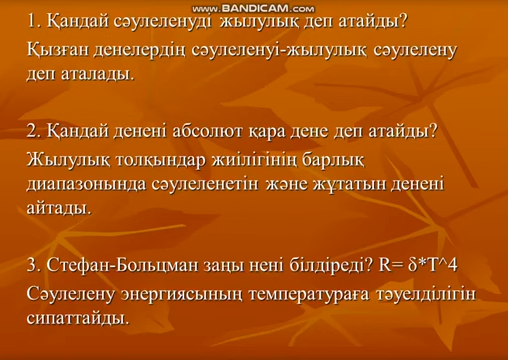 www.BANDICAM.com
1. Қандай сәулеленуді жылулық деп атайды?
Қызған денелердің сәулеленуі-жылулық сәулелену
деп аталады.
2. Қандай денені абсолют қара дене деп атайды?
Жылулық толқындар жиілігінің барлық
диапазонында сәулеленетін және жұтатын денені
айтады.
3. Стефан-Больцман заңы нені білдіреді? R= δ*T^4
Сәулелену энергиясының температураға тәуелділігін
сипаттайды.